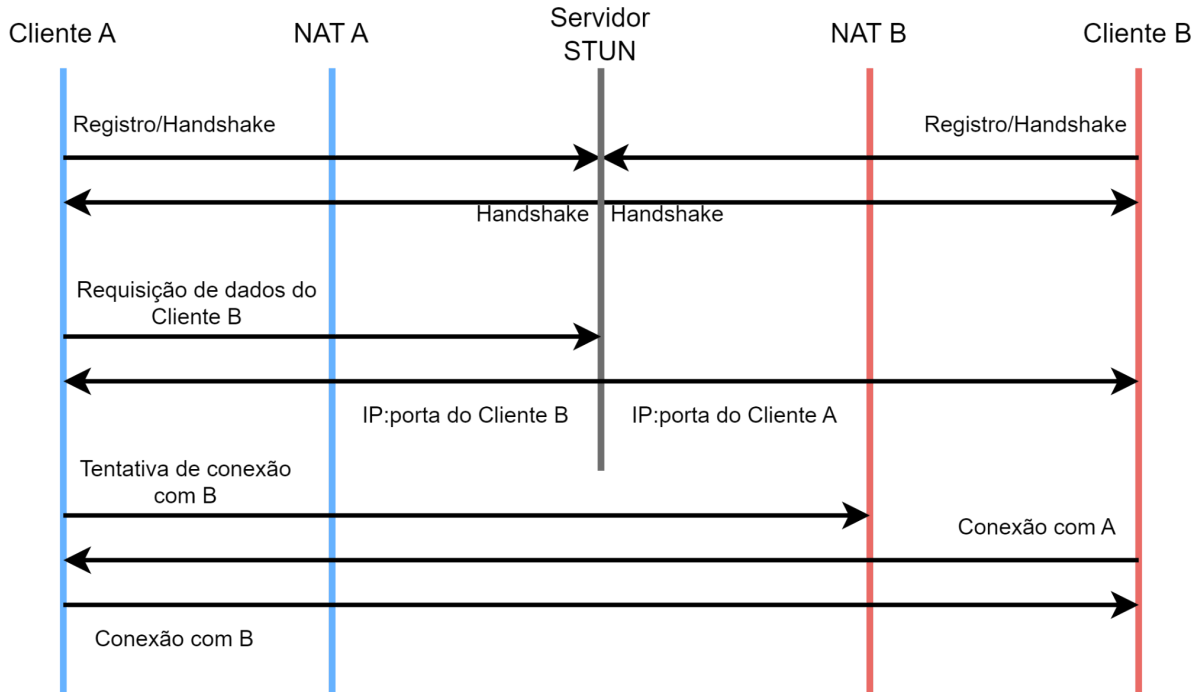 Cliente A
NAT A
Servidor
STUN
NAT B
Cliente B
Registro/Handshake
Registro/Handshake
Handshake
Handshake
Requisição de dados do
Cliente B
IP:porta do Cliente B
IP:porta do Cliente A
Tentativa de conexão
com B
Conexão com A
Conexão com B